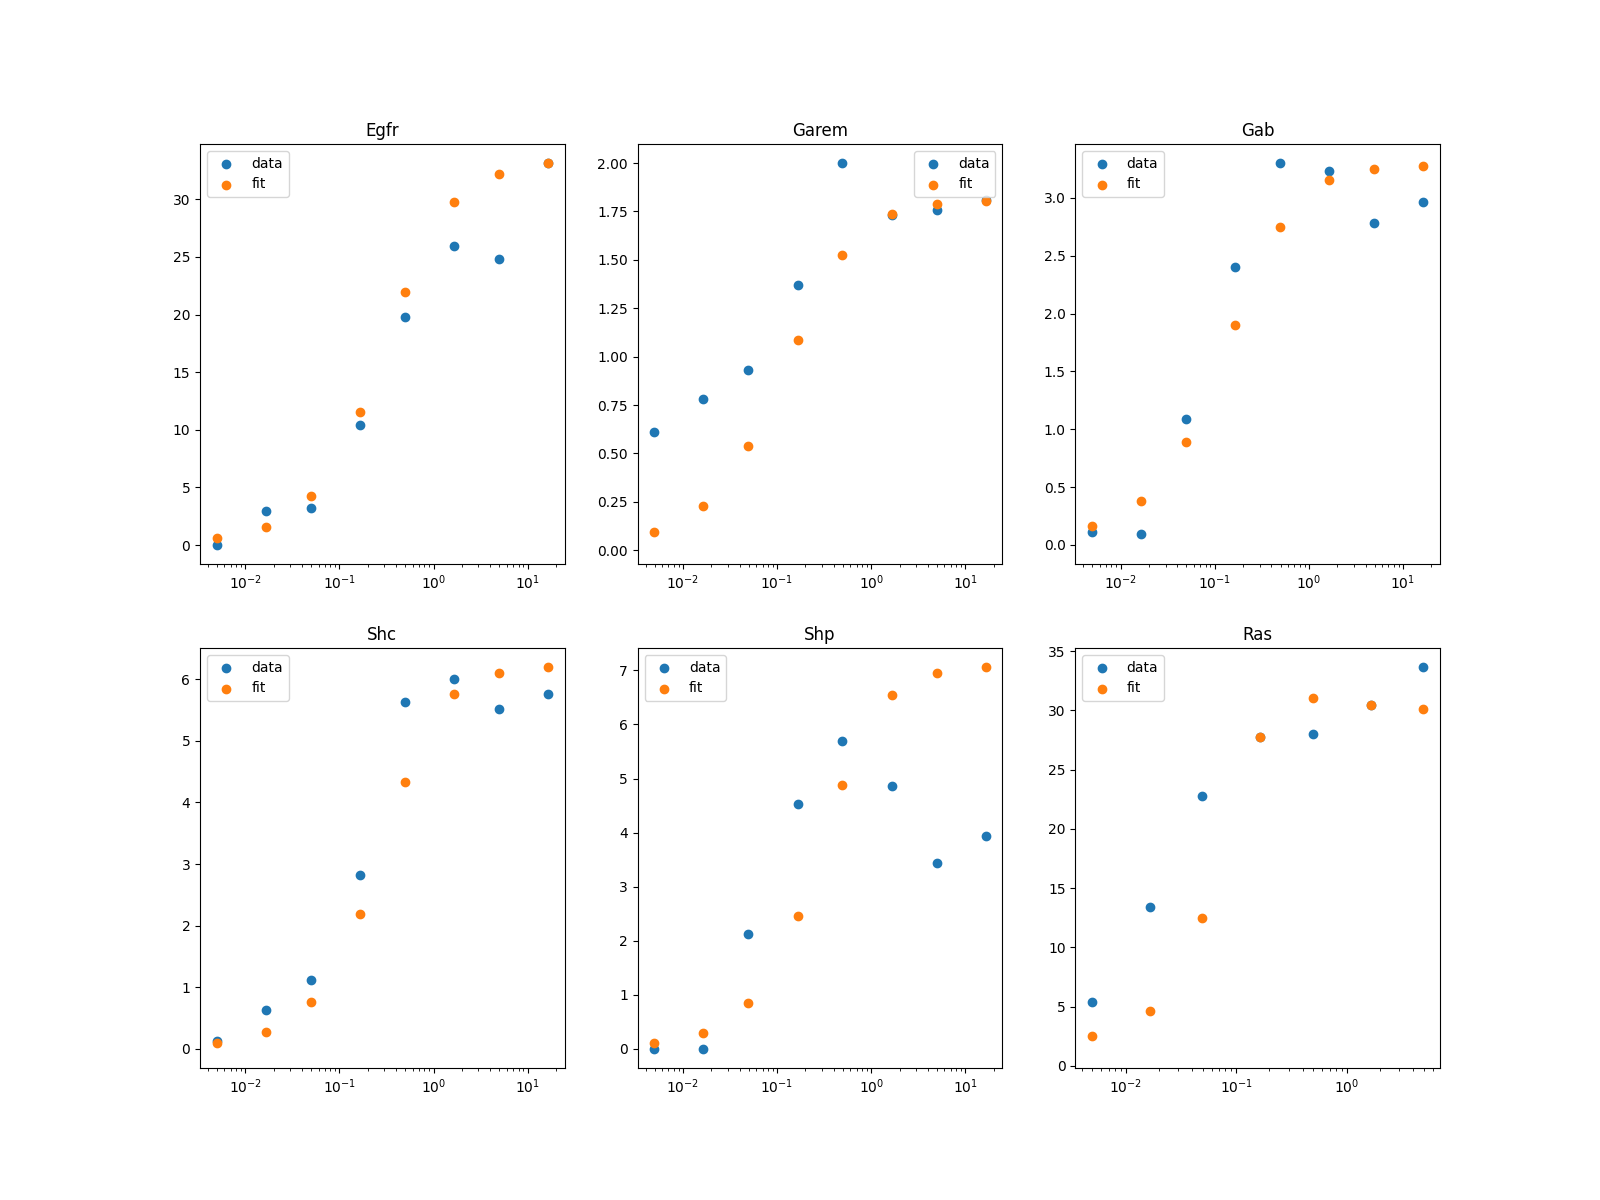 Egfr
data
fit
30
25
20
15
10
5
0
10⁻² 10⁻¹ 10⁰ 10¹
Garem
data
fit
2.00
1.75
1.50
1.25
1.00
0.75
0.50
0.25
0.00
10⁻² 10⁻¹ 10⁰ 10¹
Gab
data
fit
3.0
2.5
2.0
1.5
1.0
0.5
0.0
10⁻² 10⁻¹ 10⁰ 10¹
Shc
data
fit
6
5
4
3
2
1
0
10⁻² 10⁻¹ 10⁰ 10¹
Shp
data
fit
7
6
5
4
3
2
1
0
10⁻² 10⁻¹ 10⁰ 10¹
Ras
data
fit
35
30
25
20
15
10
5
0
10⁻² 10⁻¹ 10⁰